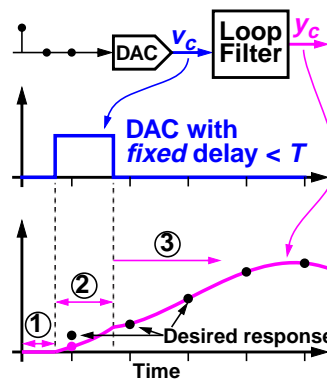 DAC
v_c
Loop
Filter
y_c
DAC with
fixed delay < T
③
②
①
Desired response
Time